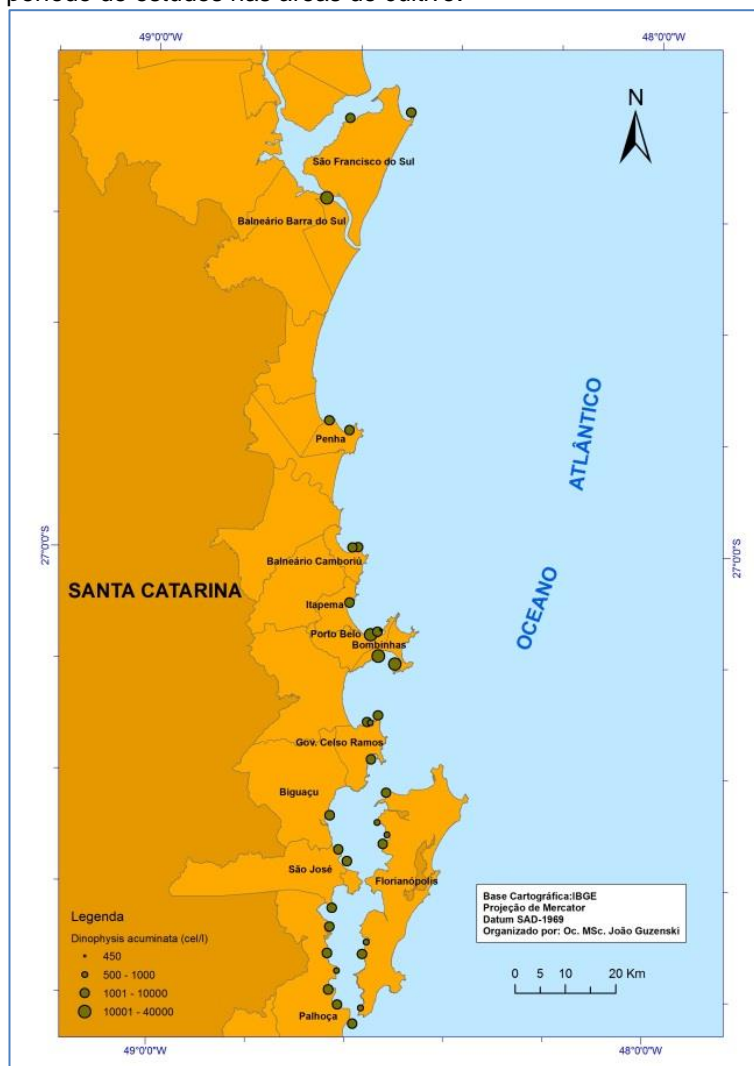 período de estudos nas áreas de cultivo.
49°0'0"W
48°0'0"W
N
São Francisco do Sul
Balneário Barra do Sul
Penha
ATLÂNTICO
27°0'0"S
27°0'0"S
Balneário Camboriú
SANTA CATARINA
Itapema
OCEANO
Porto Belo
Bombinhas
Gov. Celso Ramos
Biguaçu
São José
Florianópolis
Base Cartográfica:IBGE
Projeção de Mercator
Datum SAD-1969
Organizado por: Oc. MSc. João Guzenski
Legenda
Dinophysis acuminata (cel/l)
450
500 - 1000
1001 - 10000
10001 - 40000
0 5 10 20 Km
Palhoça
49°0'0"W
48°0'0"W